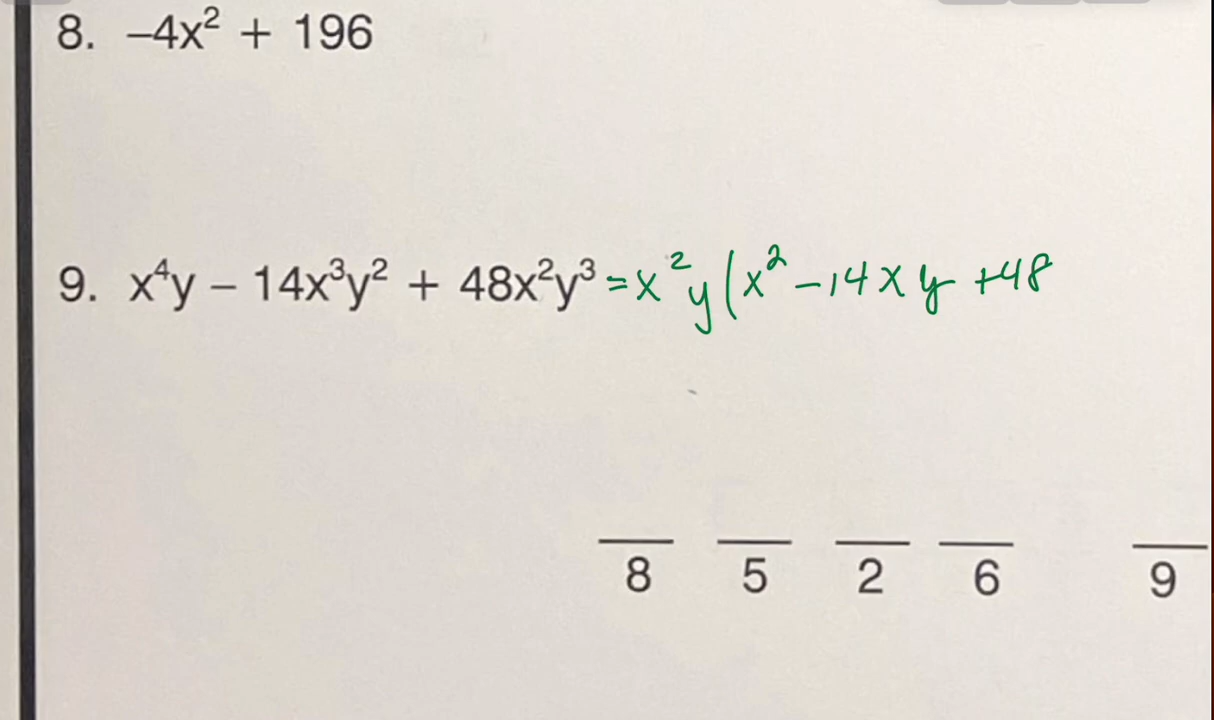 8. –4x² + 196
9. x⁴y – 14x³y² + 48x²y³ = x²y(x² – 14xy + 48
8 5 2 6 9